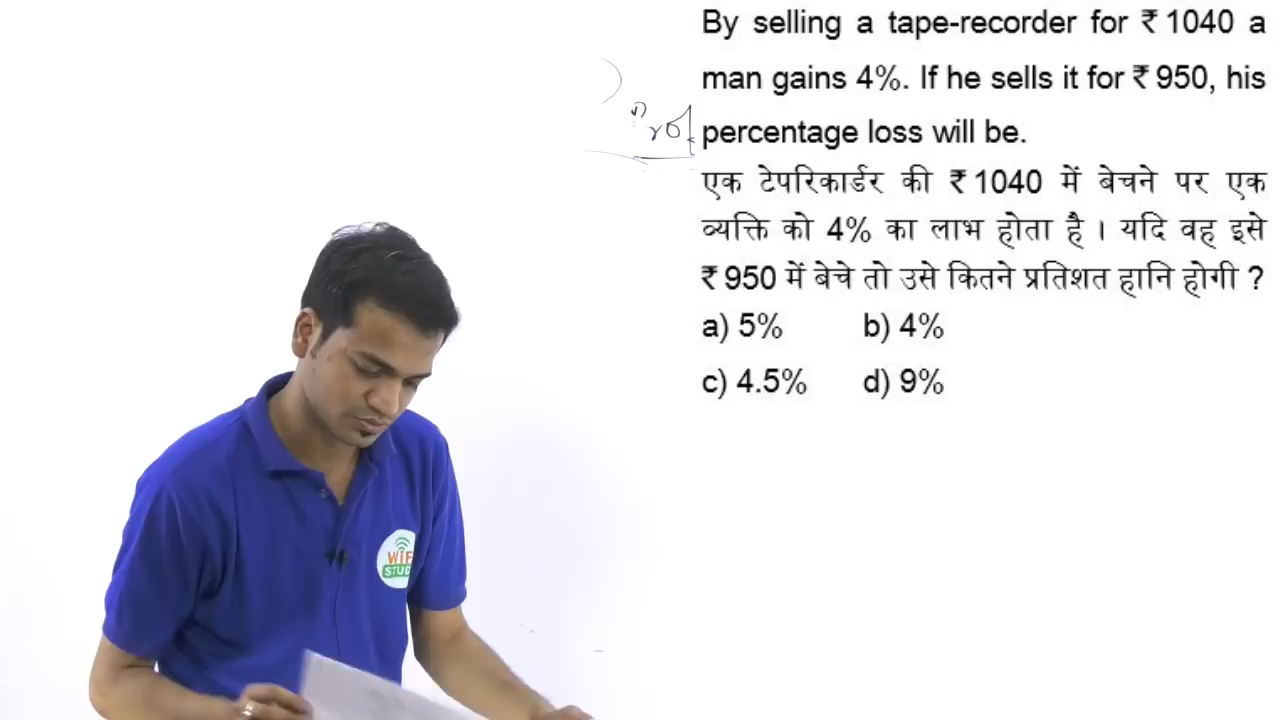 By selling a tape-recorder for ₹ 1040 a
man gains 4%. If he sells it for ₹ 950, his
percentage loss will be.
एक टेपरिकार्डर की ₹ 1040 में बेचने पर एक
व्यक्ति को 4% का लाभ होता है । यदि वह इसे
₹ 950 में बेचे तो उसे कितने प्रतिशत हानि होगी ?
a) 5% b) 4%
c) 4.5% d) 9%
WiF
STUD